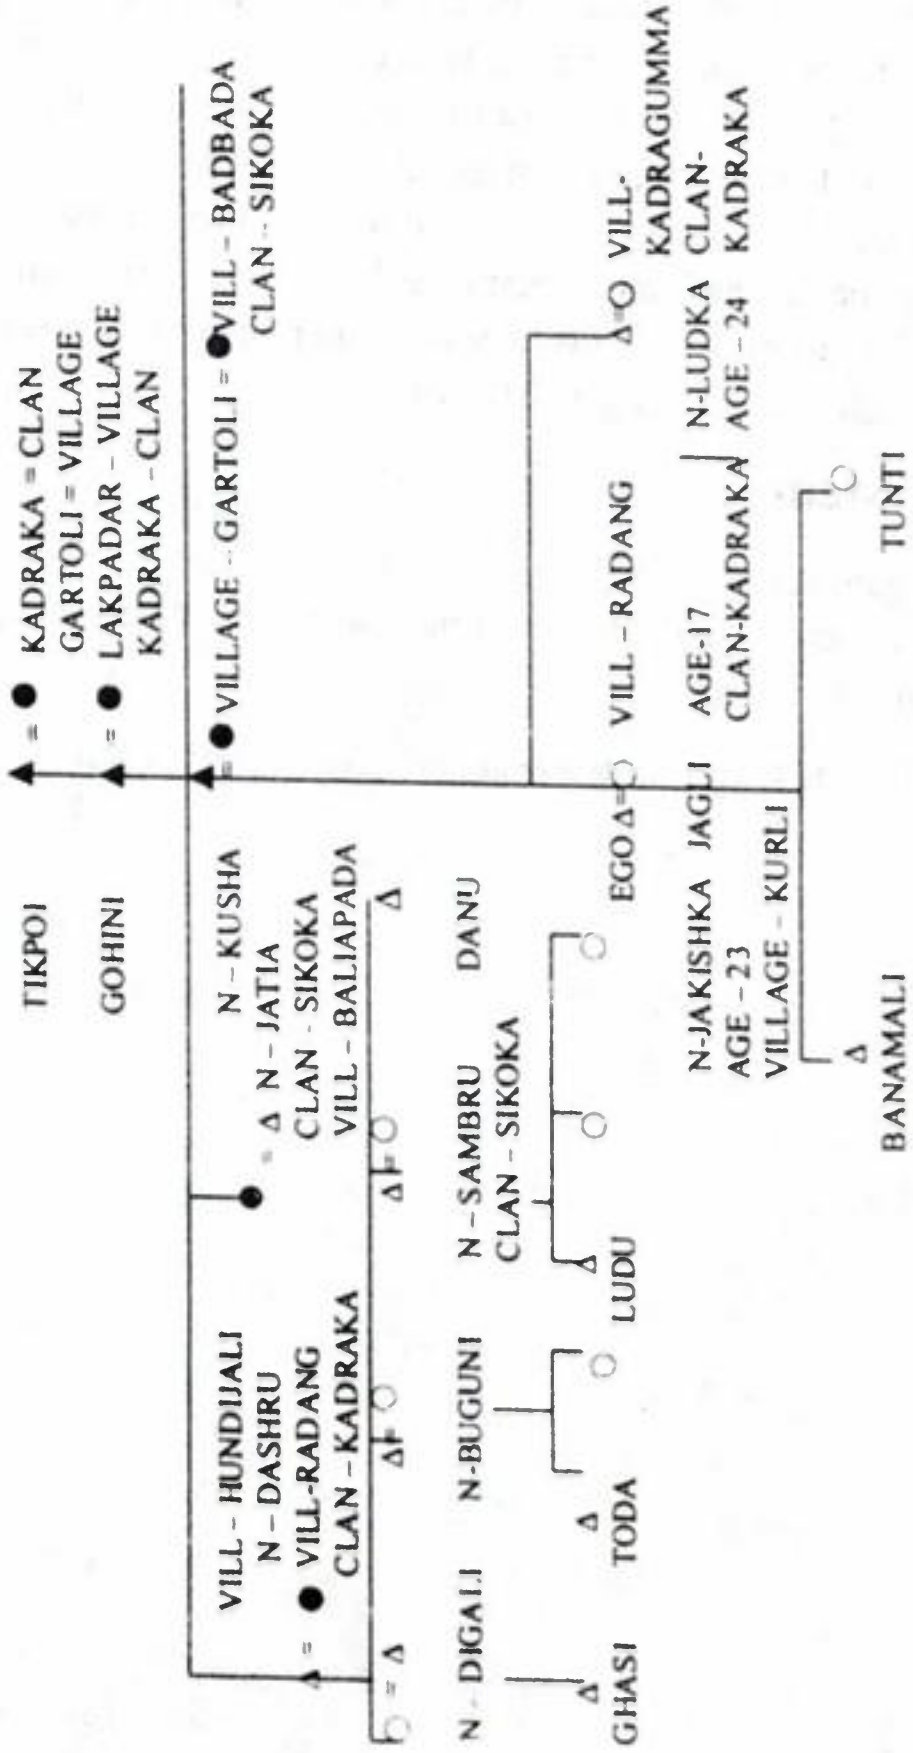 TIKPOI
= KADRAKA = CLAN
GARTOLI = VILLAGE
GOHINI
= LAKPADAR – VILLAGE
KADRAKA – CLAN
VILL – HUNDIJALI
N – DASHRU
= VILL-RADANG
CLAN – KADRAKA
N – KUSHA
= N – JATIA
CLAN – SIKOKA
VILL – BALIAPADA
= VILLAGE – GARTOLI = VILL – BADBADA
CLAN – SIKOKA
N – DIGALI
N-BUGUNI
N – SAMBRU
CLAN – SIKOKA
DANU
GHASI
TODA
LUDU
EGO = VILL – RADANG
= VILL-
KADRAGUMMA
N-JAKISHKA JAGLI AGE-17
AGE – 23 CLAN-KADRAKA
VILLAGE – KURLI
N-LUDKA CLAN-
AGE – 24 KADRAKA
BANAMALI
TUNTI